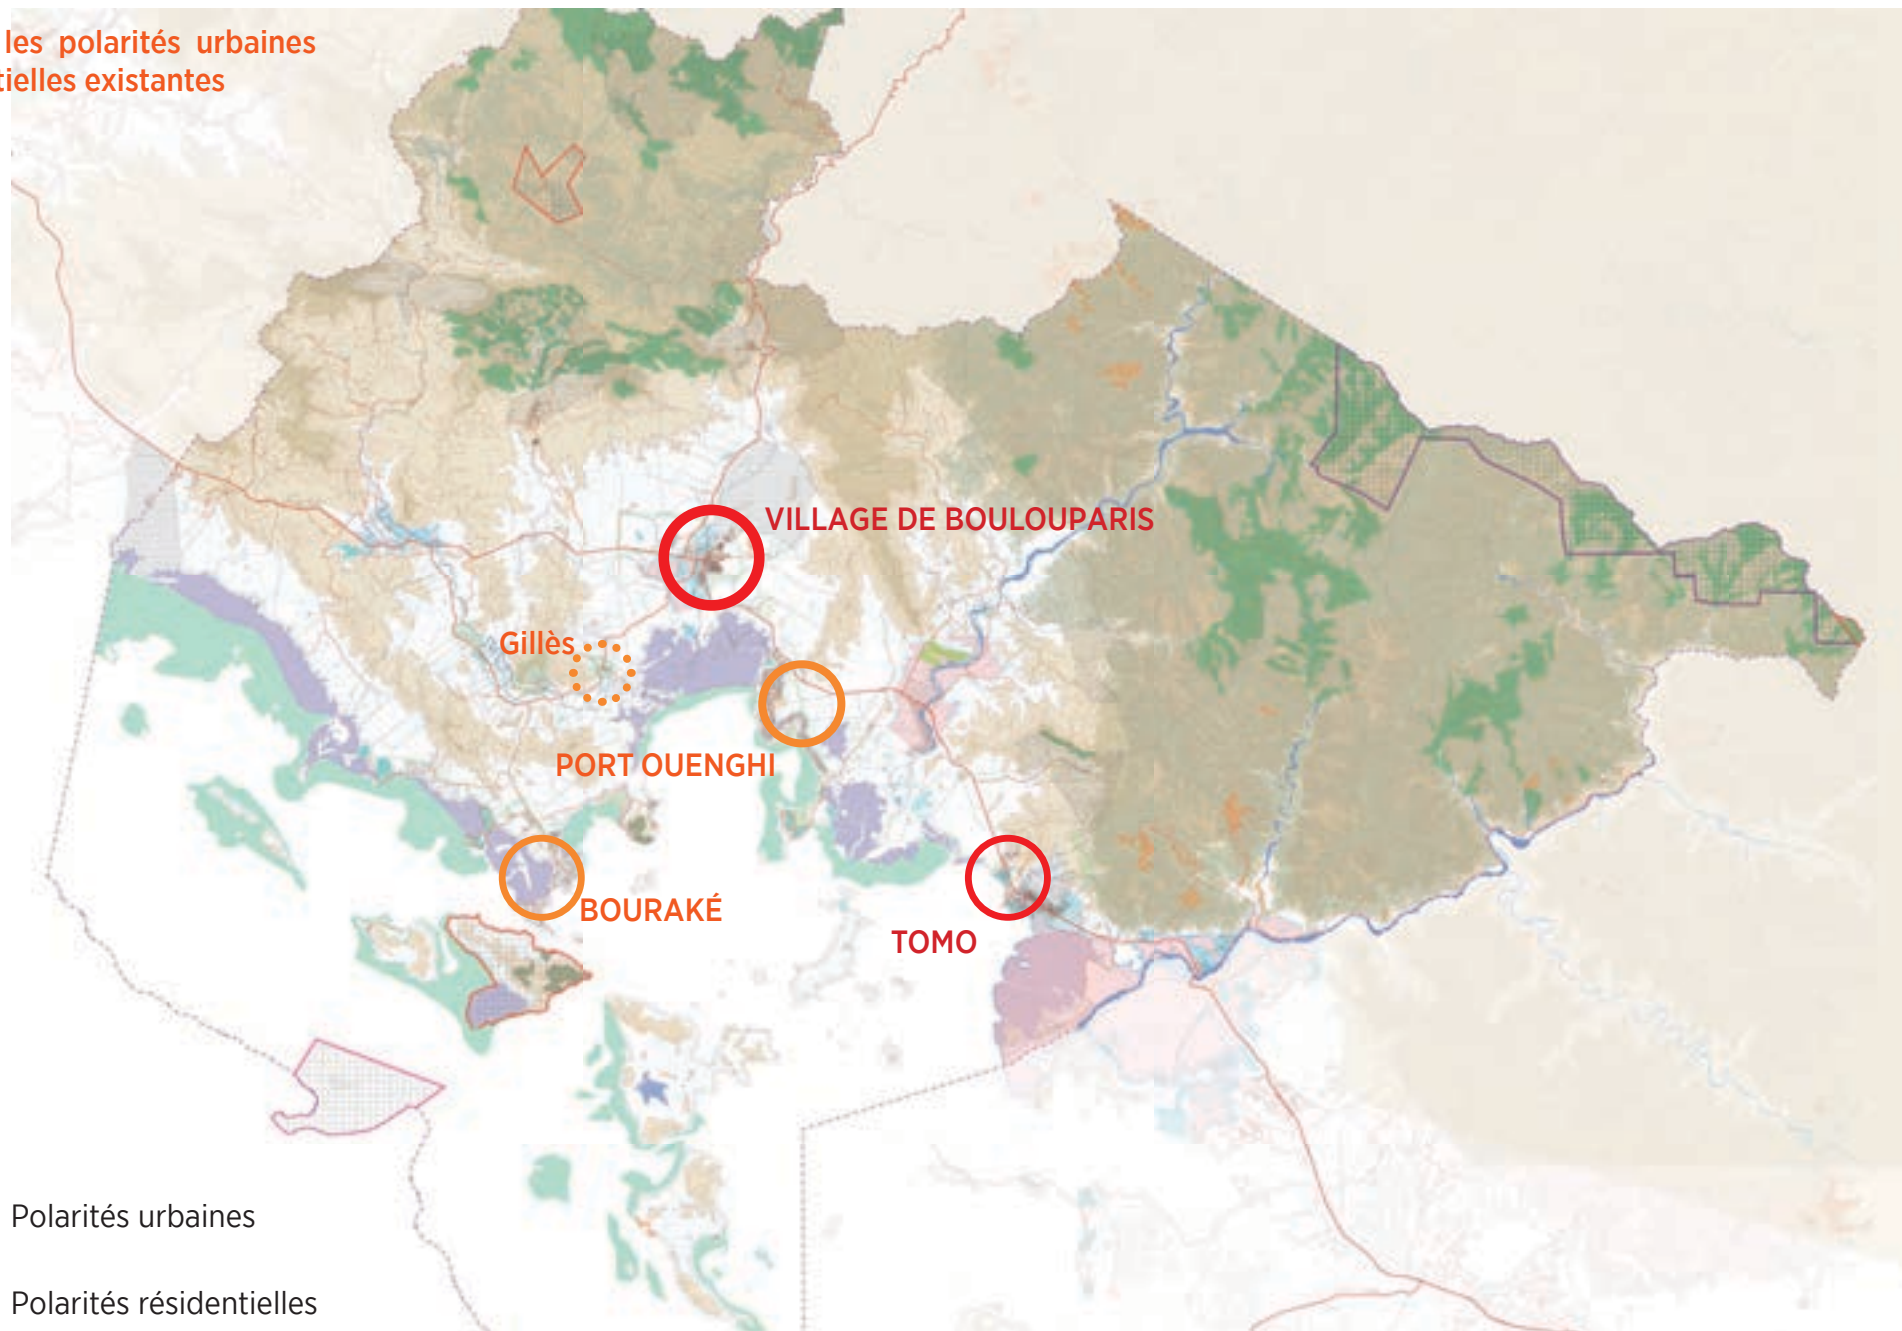 les polarités urbaines
tielles existantes
VILLAGE DE BOULOUPARIS
Gillès
PORT OUENGHI
BOURAKÉ
TOMO
Polarités urbaines
Polarités résidentielles